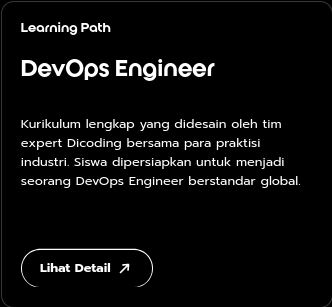 Learning Path
DevOps Engineer
Kurikulum lengkap yang didesain oleh tim
expert Dicoding bersama para praktisi
industri. Siswa dipersiapkan untuk menjadi
seorang DevOps Engineer berstandar global.
Lihat Detail